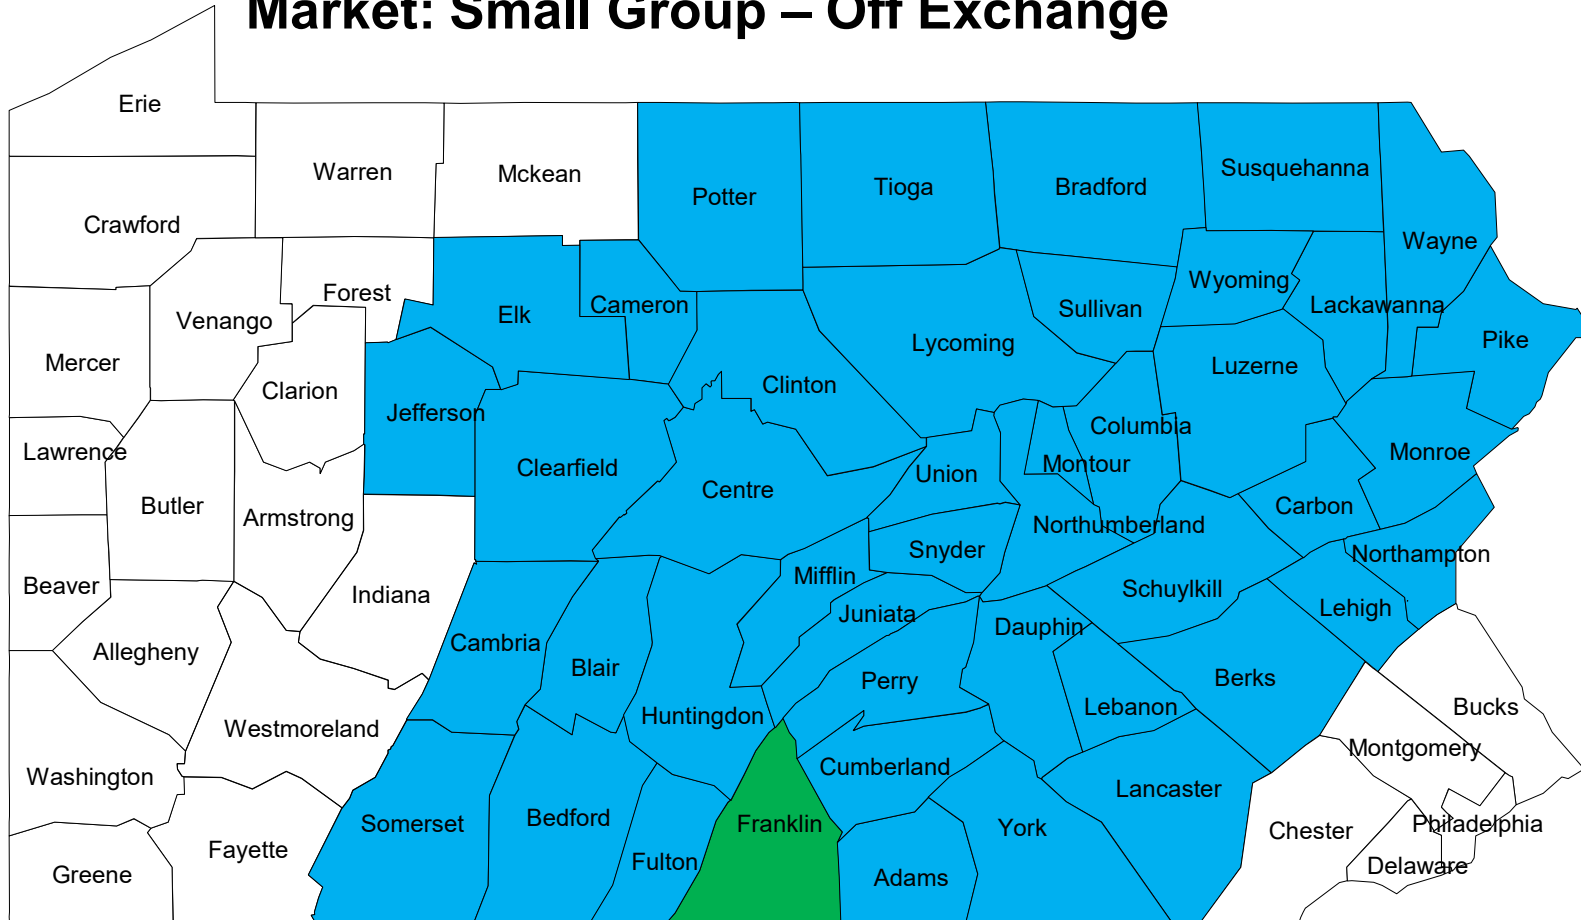 Market: Small Group – Off Exchange
Erie
Warren
Mckean
Potter
Tioga
Bradford
Susquehanna
Crawford
Wayne
Wyoming
Forest
Venango
Elk
Cameron
Sullivan
Lackawanna
Lycoming
Pike
Mercer
Luzerne
Clarion
Clinton
Jefferson
Columbia
Lawrence
Clearfield
Montour
Monroe
Union
Centre
Butler
Armstrong
Carbon
Northumberland
Snyder
Northampton
Beaver
Mifflin
Schuylkill
Indiana
Juniata
Lehigh
Dauphin
Cambria
Allegheny
Blair
Perry
Berks
Lebanon
Bucks
Huntingdon
Westmoreland
Montgomery
Washington
Cumberland
Lancaster
Somerset
Bedford
Franklin
York
Chester
Philadelphia
Fayette
Fulton
Delaware
Greene
Adams